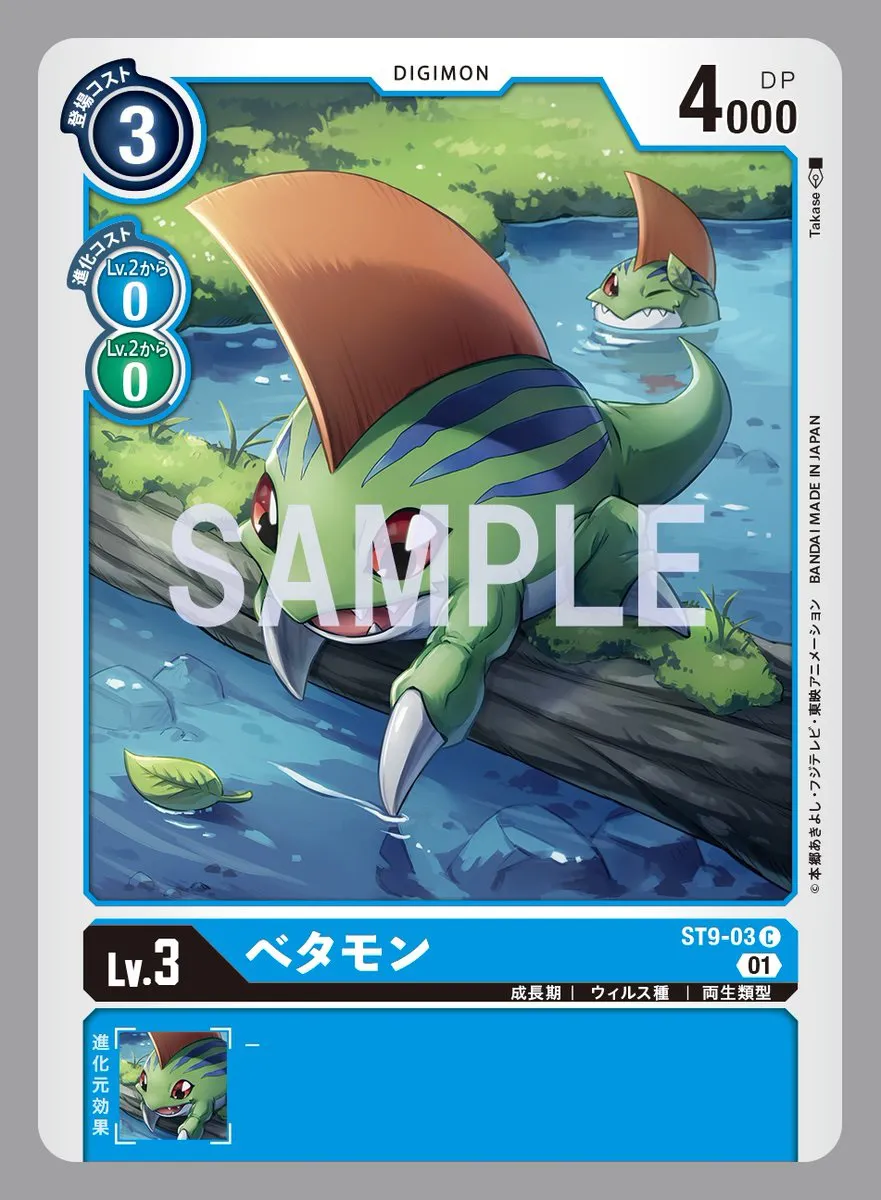 DIGIMON
登場コスト
3
4000
DP
進化コスト
Lv.2から
0
Lv.2から
0
Takase
SAMPLE
BANDAI MADE IN JAPAN
©本郷あきよし・フジテレビ・東映アニメーション
Lv.3
ベタモン
ST9-03 C
01
成長期 | ウィルス種 | 両生類型
進化元効果
—